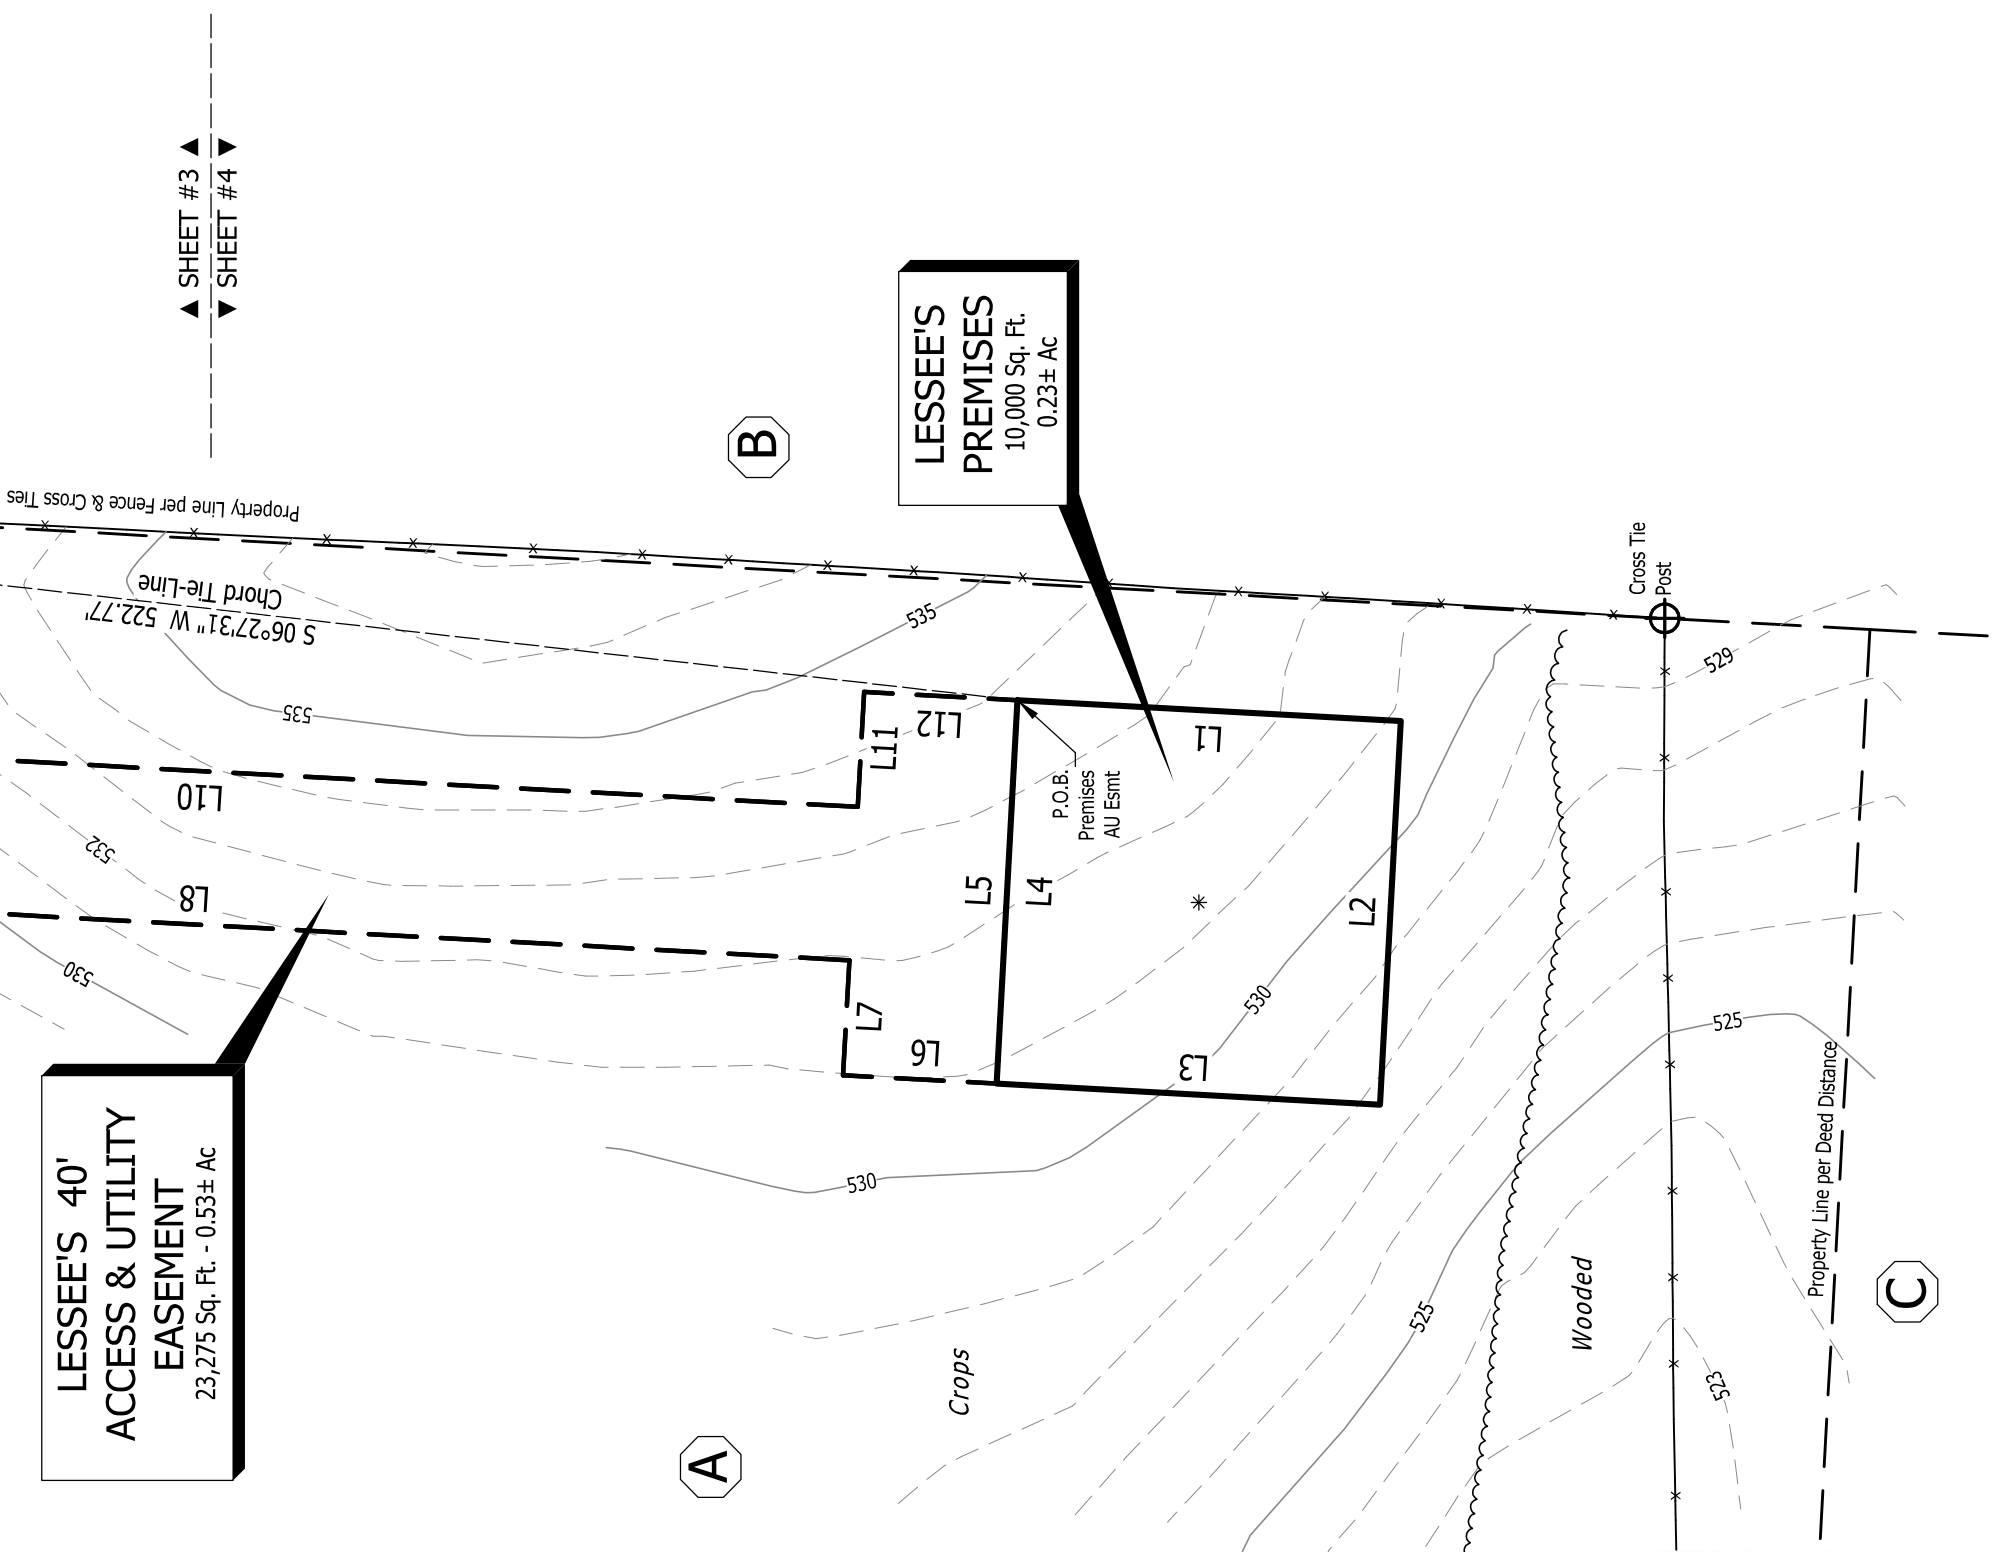 ◄ SHEET #3 ►
◄ SHEET #4 ►
Property Line per Fence & Cross Ties
Chord Tie-Line
S 06°27'31" W 522.77'
B
LESSEE'S
PREMISES
10,000 Sq. Ft.
0.23± Ac
Cross Tie
Post
535
535
529
L12
L11
L10
L1
P.O.B.
Premises
AU Esmt
532
L8
L5
L4
L2
530
530
L7
L6
L3
525
530
LESSEE'S 40'
ACCESS & UTILITY
EASEMENT
23,275 Sq. Ft. - 0.53± Ac
Property Line per Deed Distance
C
Wooded
525
523
Crops
A